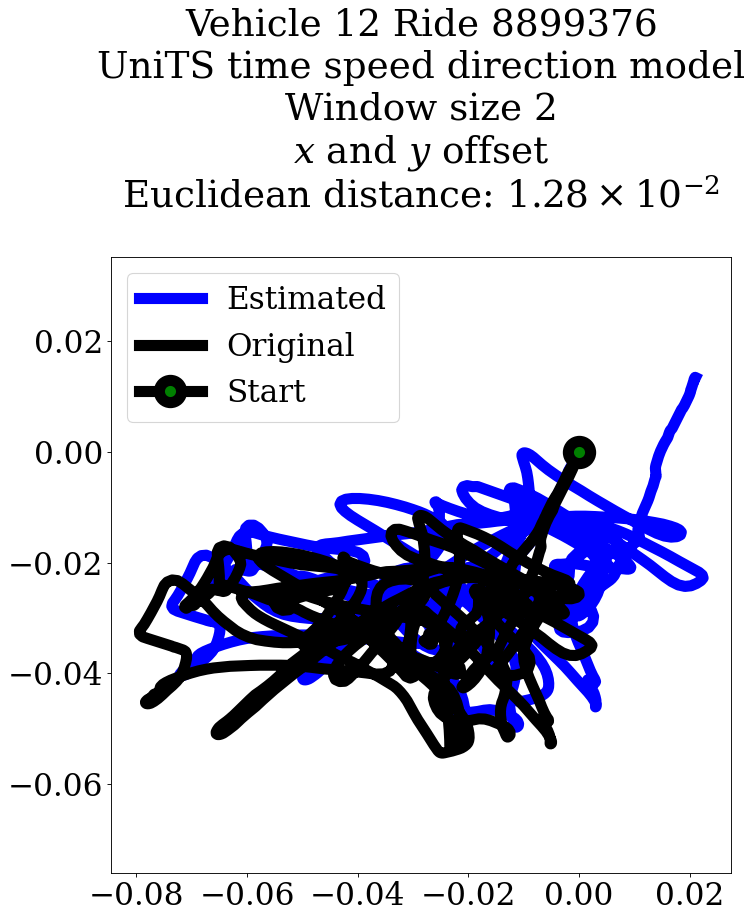 Vehicle 12 Ride 8899376
UniTS time speed direction model
Window size 2
x and y offset
Euclidean distance: 1.28 × 10⁻²
Estimated
Original
Start
0.02
0.00
−0.02
−0.04
−0.06
−0.08 −0.06 −0.04 −0.02 0.00 0.02